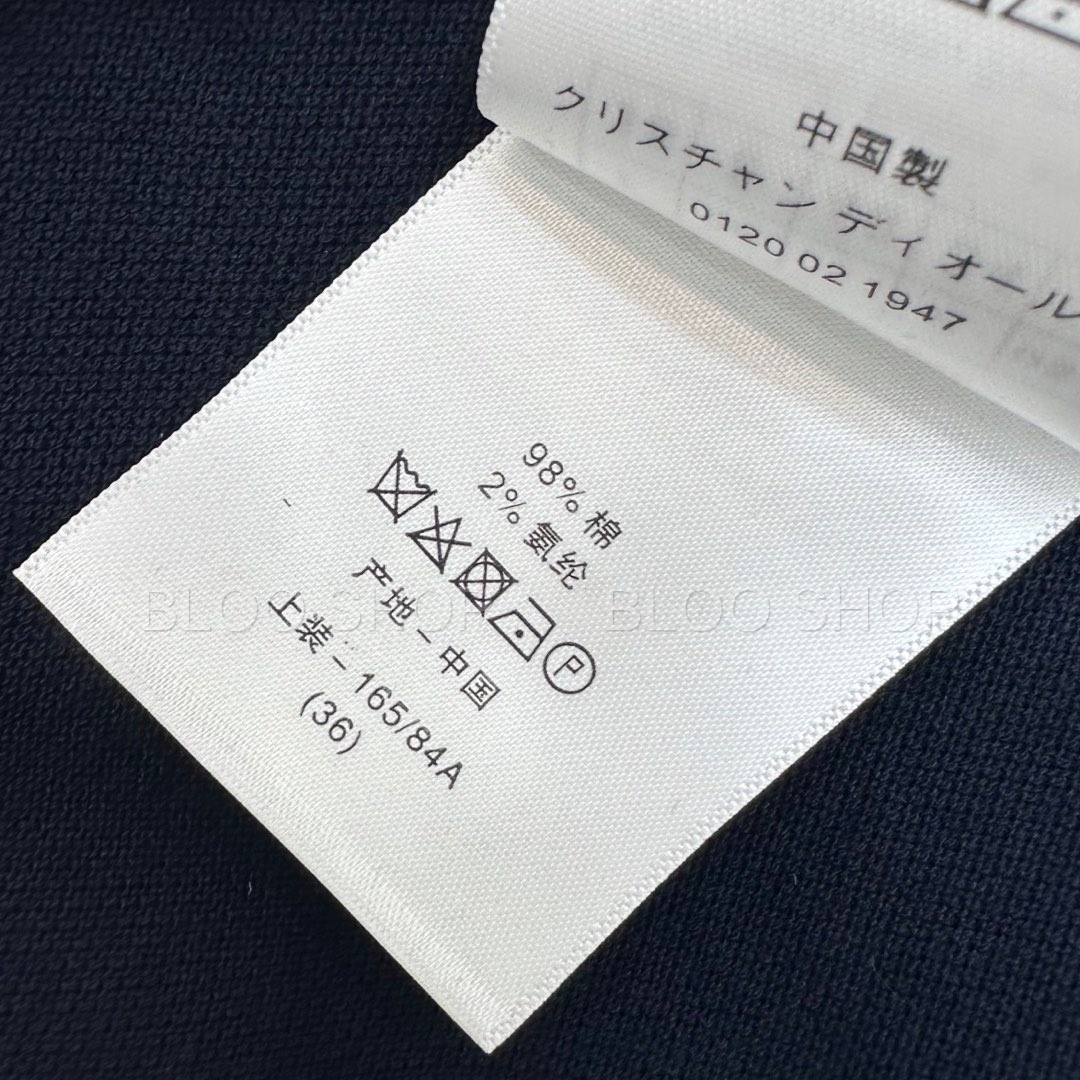 中国製
クリスチャン ディオール
0120 02 1947
98% 棉
2% 氨纶
P
产地 – 中国
上装 – 165/84A
(36)
BLOO SHOP BLOO SHOP